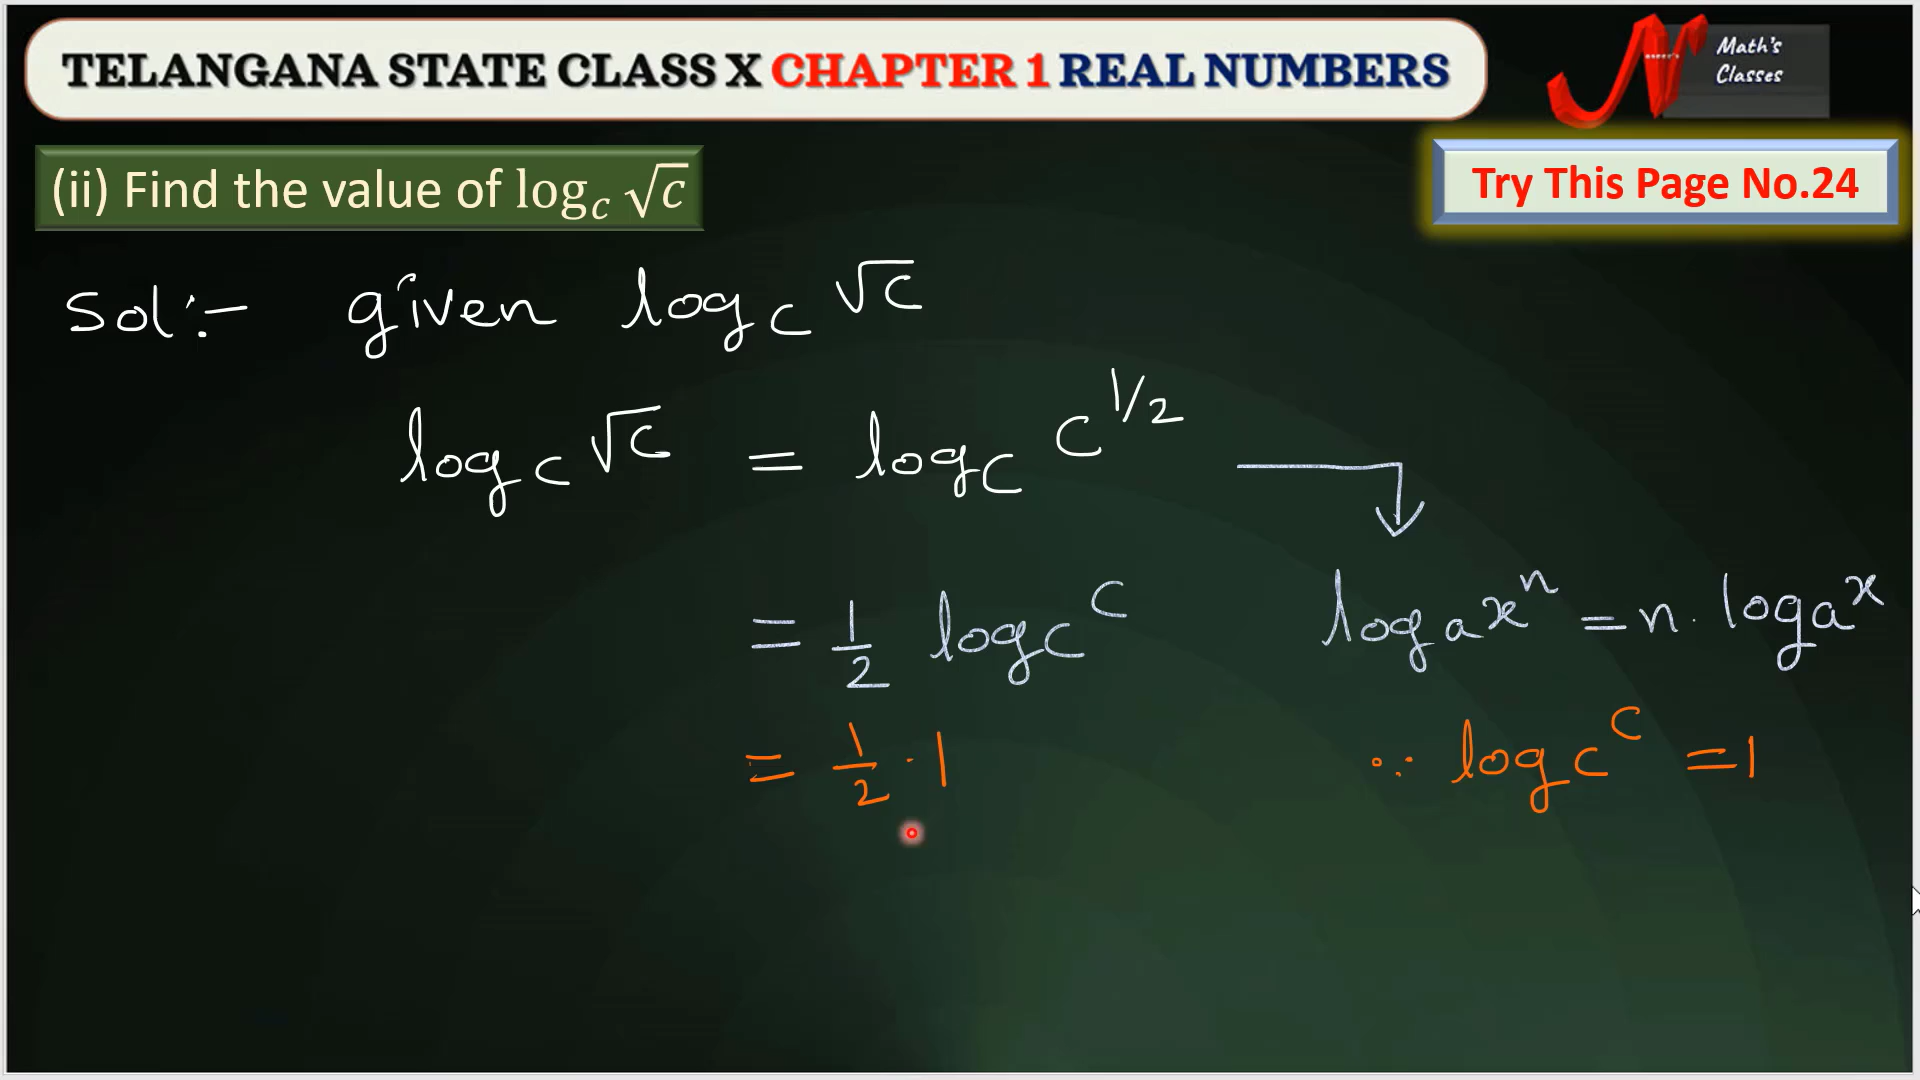 TELANGANA STATE CLASS X CHAPTER 1 REAL NUMBERS
Math's
Classes
(ii) Find the value of log_c √c
Try This Page No.24
Sol:- given log_c √c
log_c √c = log_c c^1/2
= 1/2 log_c c
log_a x^n = n. log_a x
= 1/2 . 1
∵ log_c c = 1